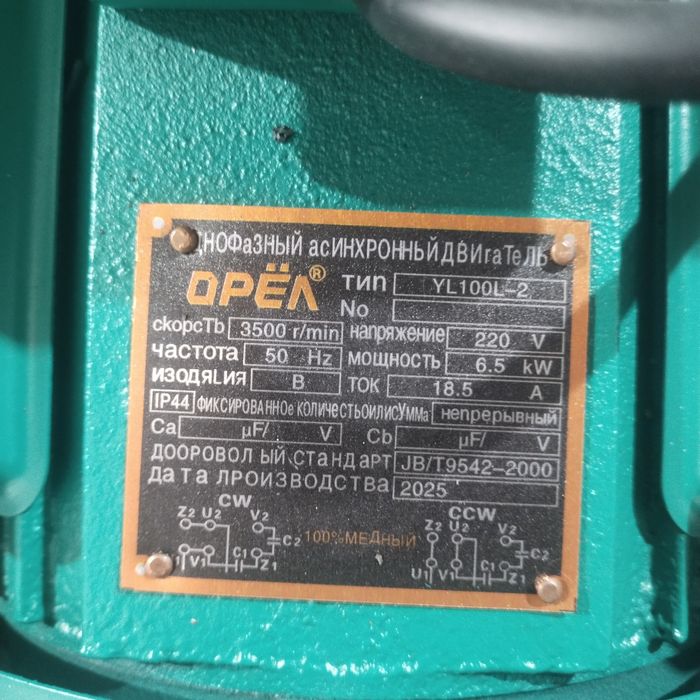 ДНОФаЗНЫЙ асИНХРОННЫЙ ДВИгаТеЛЬ
ОРЁЛ® тип YL100L-2
No
скорсТЬ 3500 r/min напряжение 220 V
частота 50 Hz мощность 6.5 kW
изодяLия B ток 18.5 A
IP44 фиксированное количестьоилисумма непрерывный
Ca μF/ V Cb μF/ V
дооровол ый стандарт JB/T9542-2000
дата лроизводства 2025
CW CCW
Z2 U2 V2 Z2 U2 V2
C2 100%МЕДНЫЙ C2
1 V1 C1 Z1 U1 V1 C1 Z1